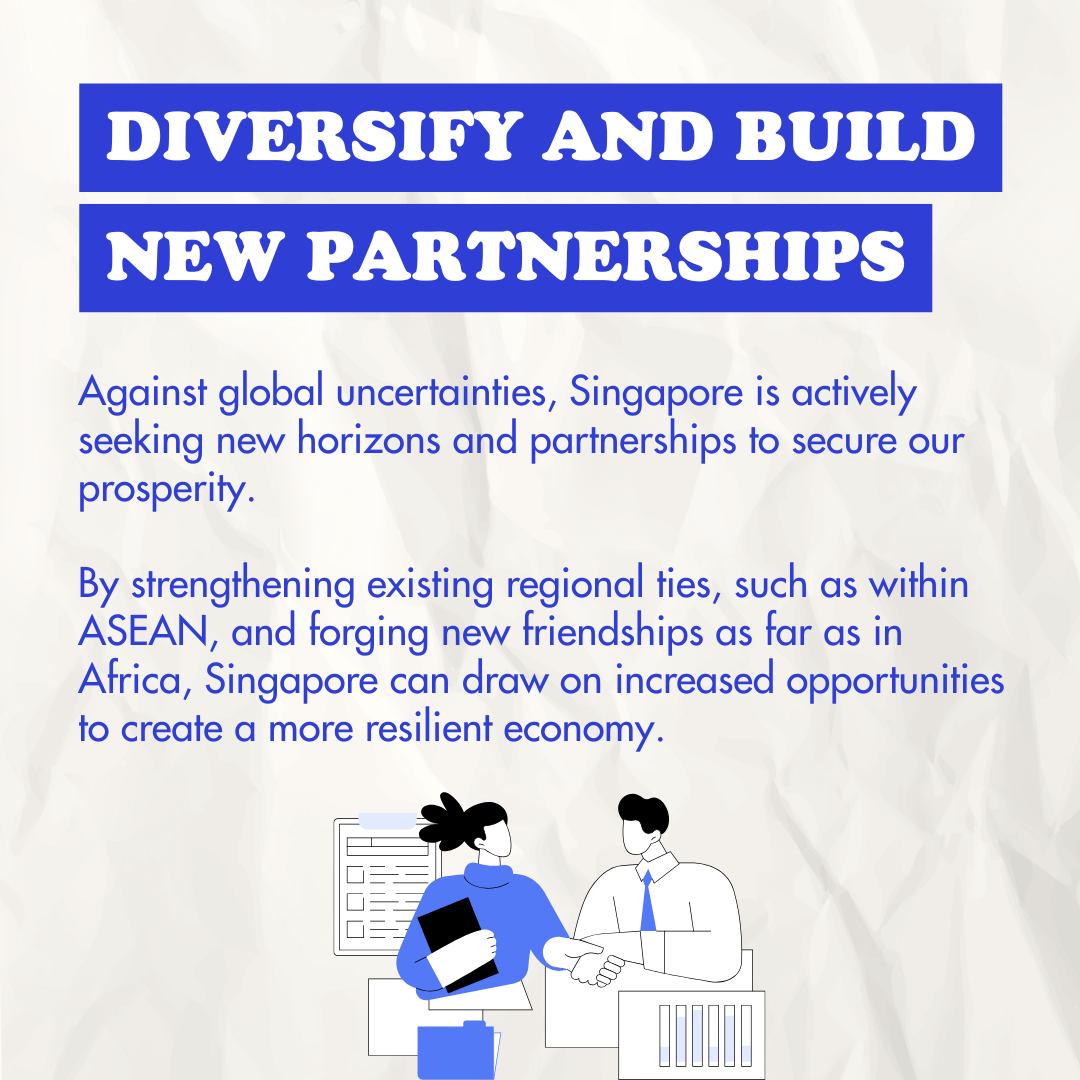 DIVERSIFY AND BUILD
NEW PARTNERSHIPS
Against global uncertainties, Singapore is actively
seeking new horizons and partnerships to secure our
prosperity.
By strengthening existing regional ties, such as within
ASEAN, and forging new friendships as far as in
Africa, Singapore can draw on increased opportunities
to create a more resilient economy.